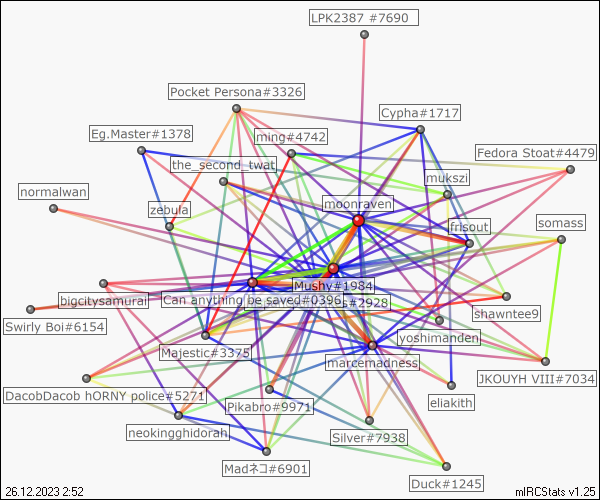 LPK2387 #7690
Pocket Persona#3326
Cypha#1717
Eg.Master#1378
ming#4742
Fedora Stoat#4479
the_second_twat
mukszi
normalwan
moonraven
zebula
frisout
somass
Mushy#1984
bigcitysamurai
Can anything be saved#0396
#2928
Swirly Boi#6154
shawntee9
yoshimanden
Majestic#3375
marcemadness
JKOUYH VIII#7034
DacobDacob hORNY police#5271
Pikabro#9971
eliakith
neokingghidorah
Silver#7938
Madネコ#6901
Duck#1245
26.12.2023 2:52
mIRCStats v1.25